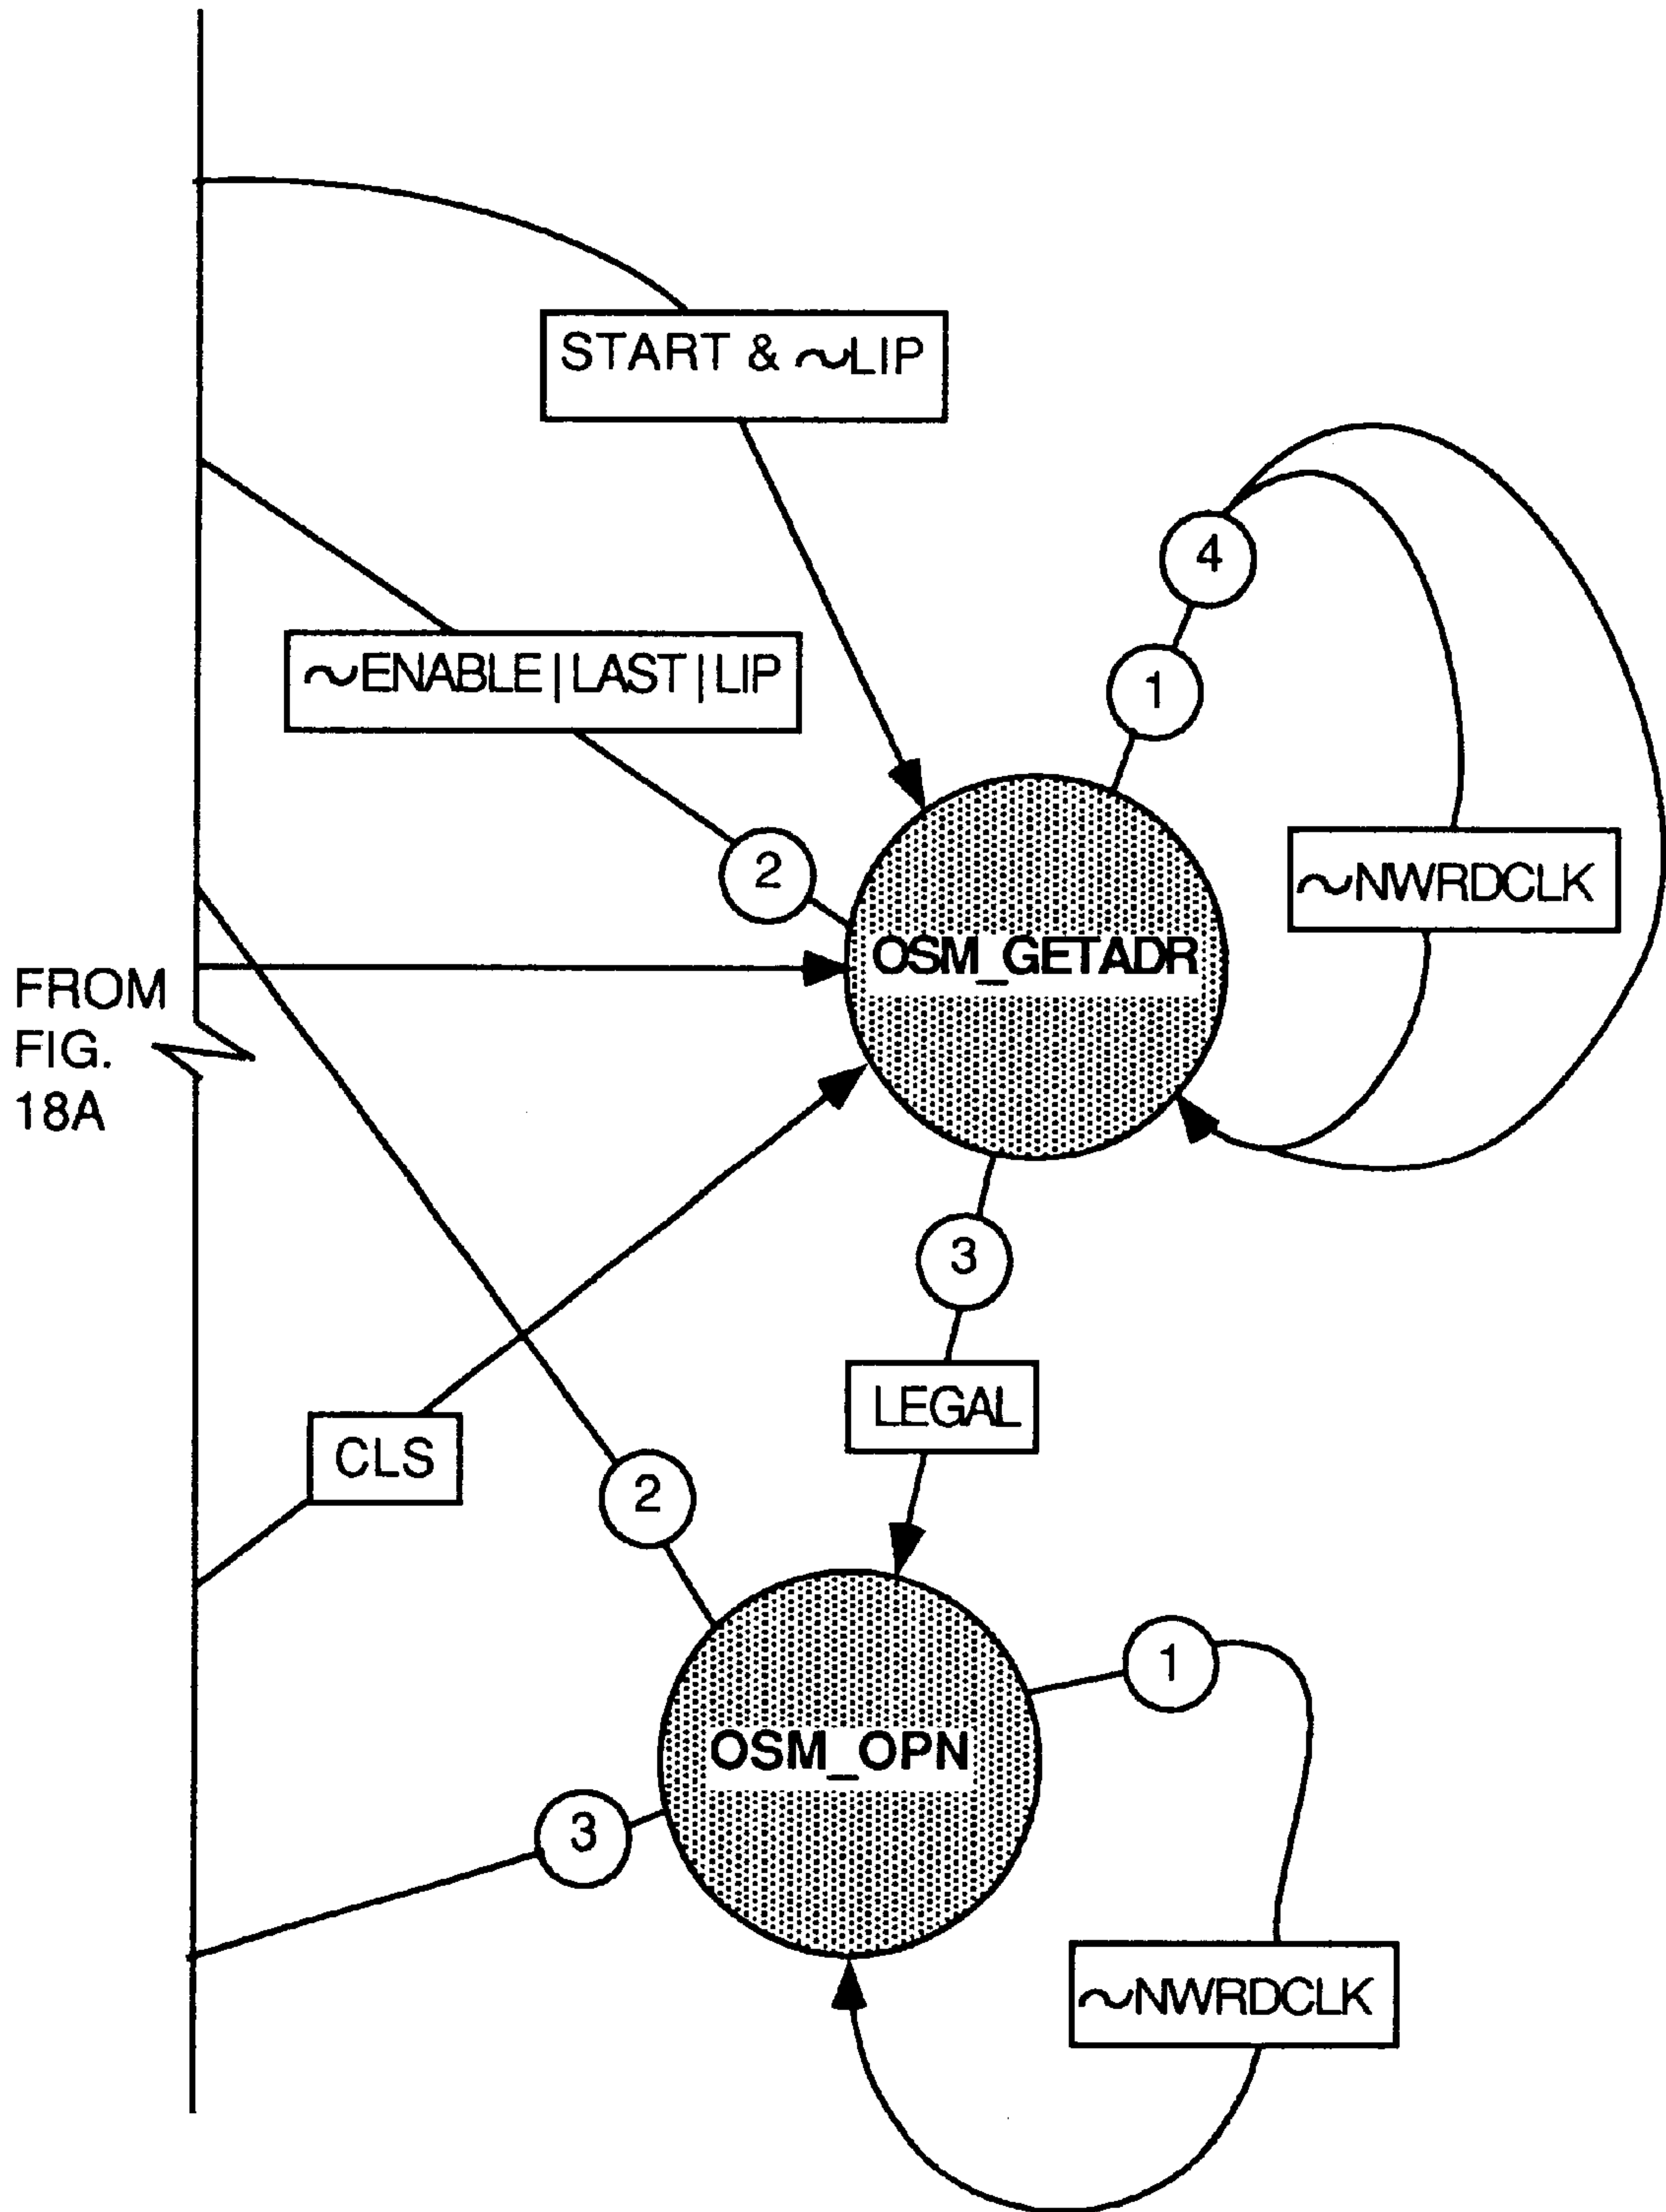 START & ~LIP
4
~ENABLE|LAST|LIP
1
2
~NWRDCLK
OSM_GETADR
FROM
FIG.
18A
3
LEGAL
CLS
2
1
OSM_OPN
3
~NWRDCLK